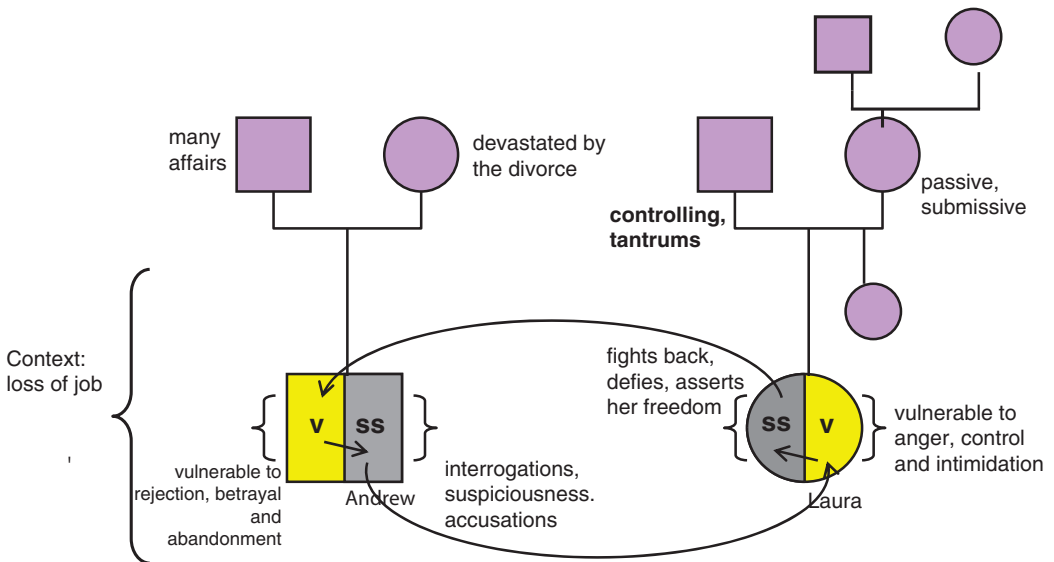 many
affairs
devastated by
the divorce
controlling,
tantrums
passive,
submissive
Context:
loss of job
fights back,
defies, asserts
her freedom
v
ss
ss
v
vulnerable to
rejection, betrayal
and
abandonment
Andrew
interrogations,
suspiciousness.
accusations
Laura
vulnerable to
anger, control
and intimidation